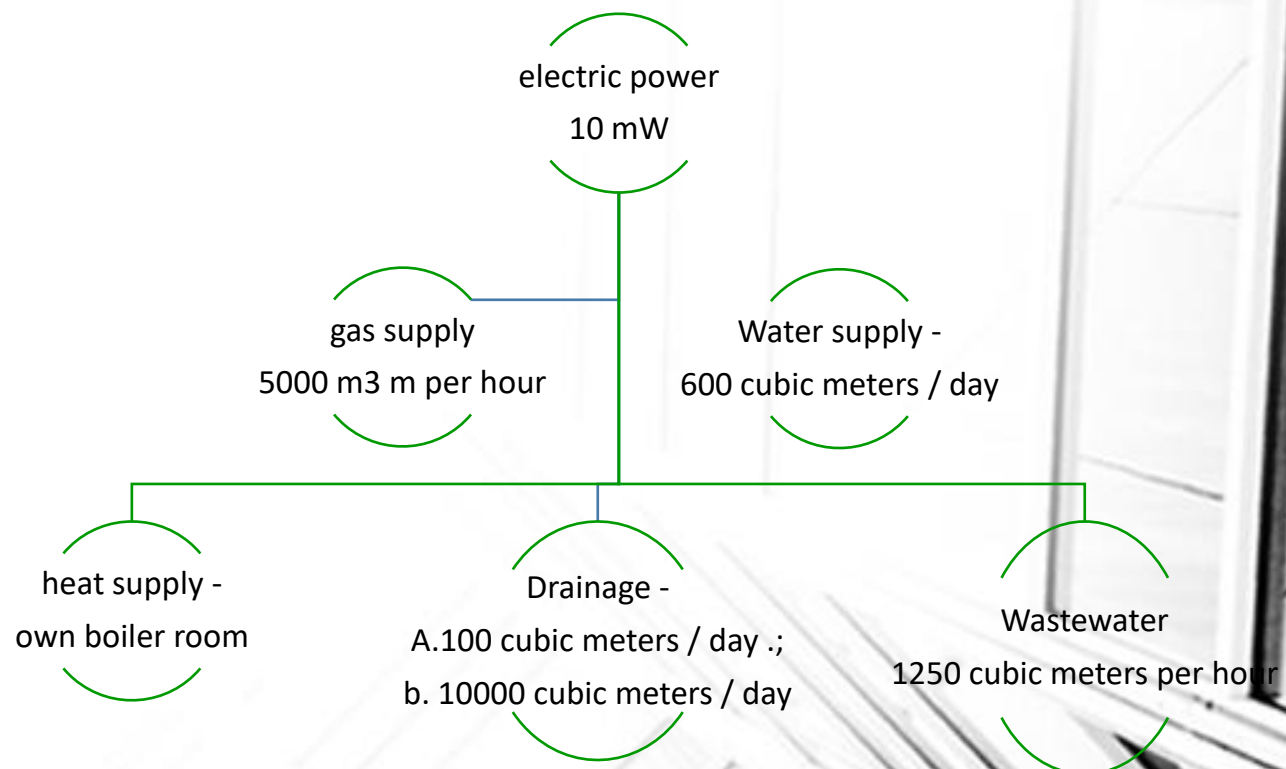 electric power
10 mW
gas supply
5000 m3 m per hour
Water supply -
600 cubic meters / day
heat supply -
own boiler room
Drainage -
A.100 cubic meters / day .;
b. 10000 cubic meters / day
Wastewater
1250 cubic meters per hour